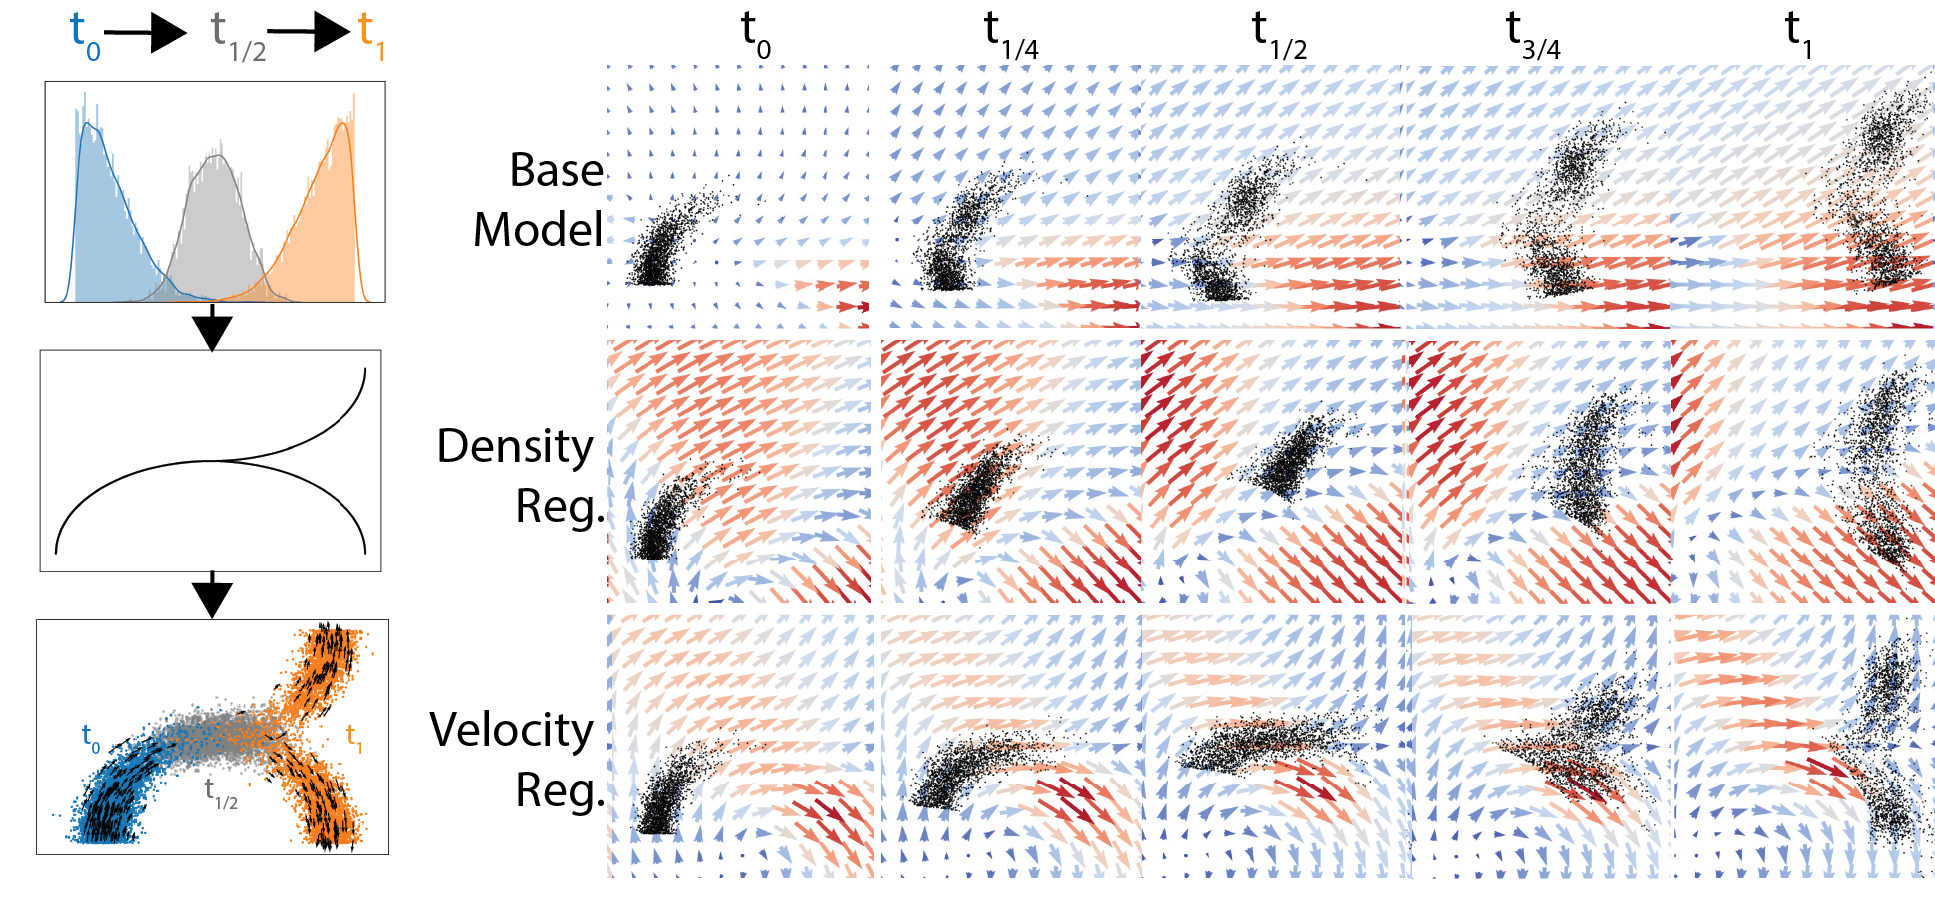 t0 t1/2 t1
t0 t1/4 t1/2 t3/4 t1
Base
Model
Density
Reg.
Velocity
Reg.
t0
t1
t1/2